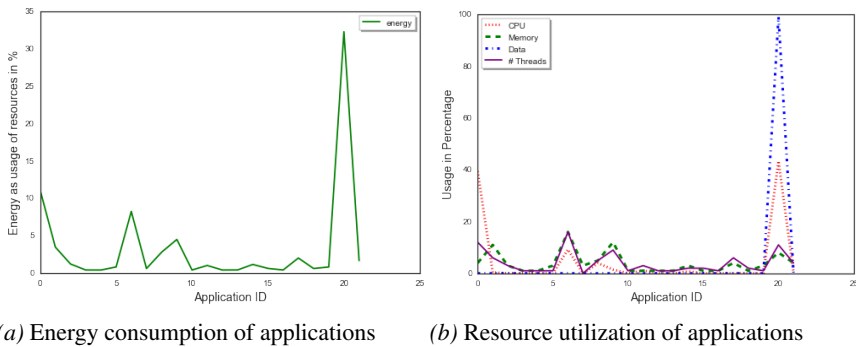 35
30
25
20
15
10
5
0
0 5 10 15 20 25
Energy as usage of resources in %
Application ID
energy
100
80
60
40
20
0
0 5 10 15 20 25
Usage in Percentage
Application ID
CPU
Memory
Data
# Threads
(a) Energy consumption of applications
(b) Resource utilization of applications